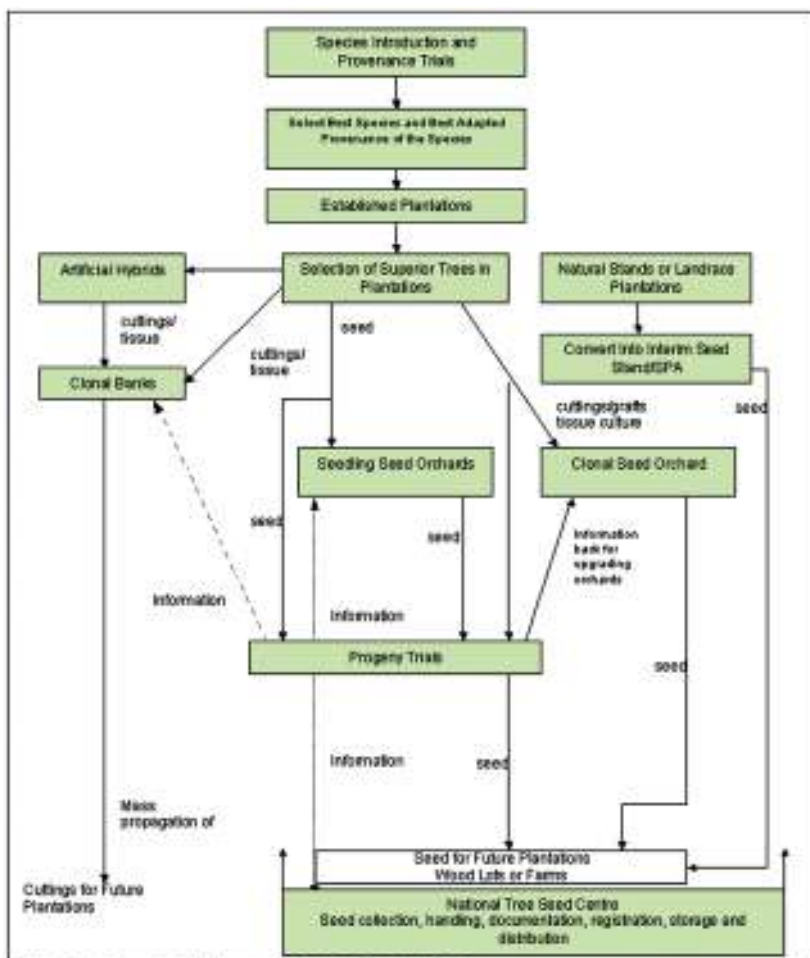 Species Introduction and
Provenance Trials
Select Best Species and Best Adapted
Provenance of the Species
Established Plantations
Artificial Hybrids
Selection of Superior Trees in
Plantations
Natural Stands or Landrace
Plantations
cuttings/
tissue
seed
cuttings/
tissue
Convert Into Interim Seed
Stand/SPA
Clonal Banks
seed
cuttings/grafts
tissue culture
Seedling Seed Orchards
Clonal Seed Orchard
seed
seed
Information
back for
upgrading
orchards
Information
Information
Progeny Trials
seed
Information
seed
Mass
propagation of
Cuttings for Future
Plantations
Seed for Future Plantations
Wood Lots or Farms
National Tree Seed Centre
Seed collection, handing, documentation, registration, storage and
distribution